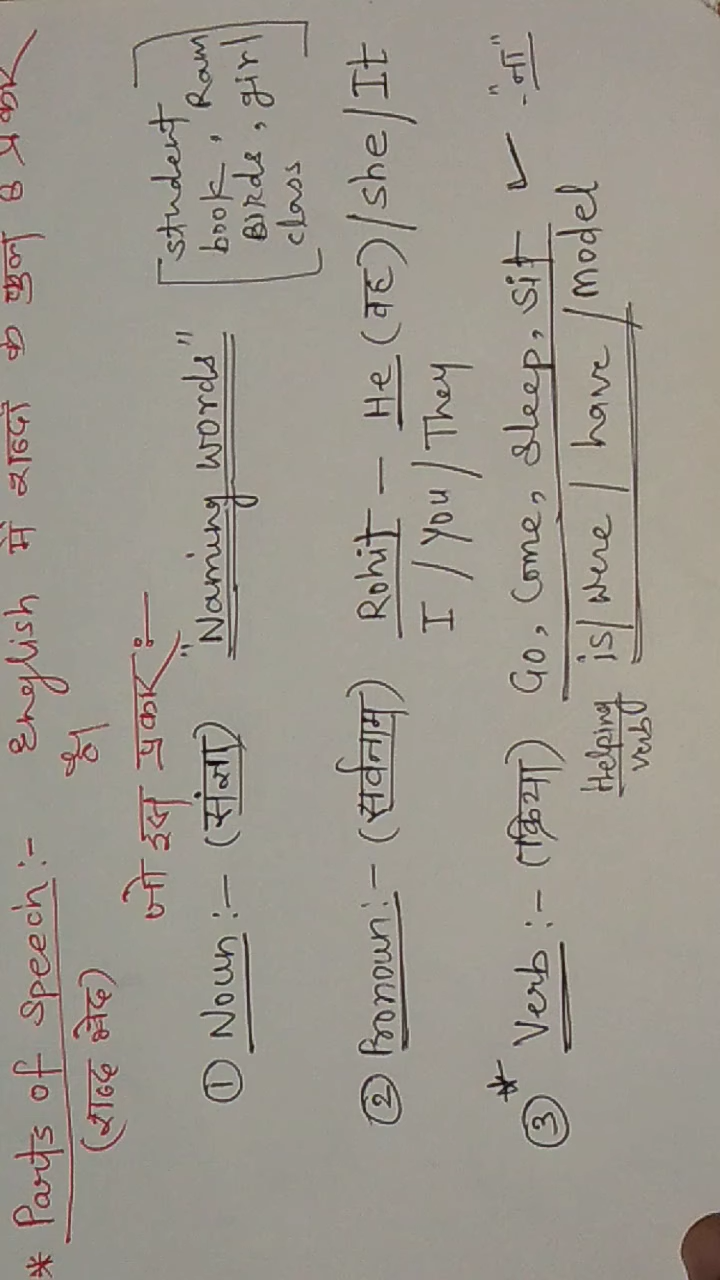 * Parts of Speech:- English में शब्दों के कुल 8 प्रकार
(शब्द भेद) है।
जो इस प्रकार:-
① Noun:- (संज्ञा) "Naming words" [student
book, Ram
Birds, girl
class]
② Pronoun:- (सर्वनाम) Rohit - He (वह)/she/It
I/You/They
③ * Verb:- (क्रिया) Go, Come, Sleep, Sit ✓ "-ना"
Helping verb is/were/have/model